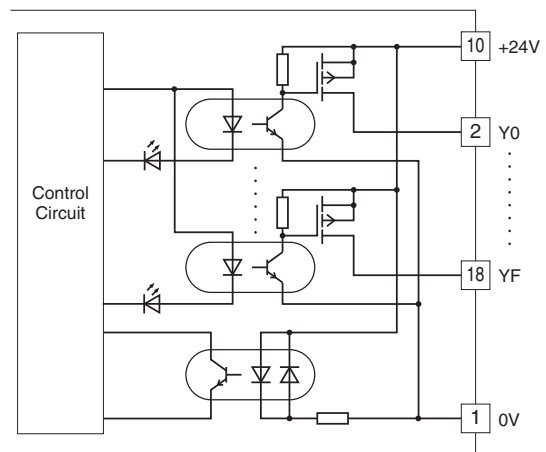 10 +24V
2 Y0
Control
Circuit
18 YF
1 0V